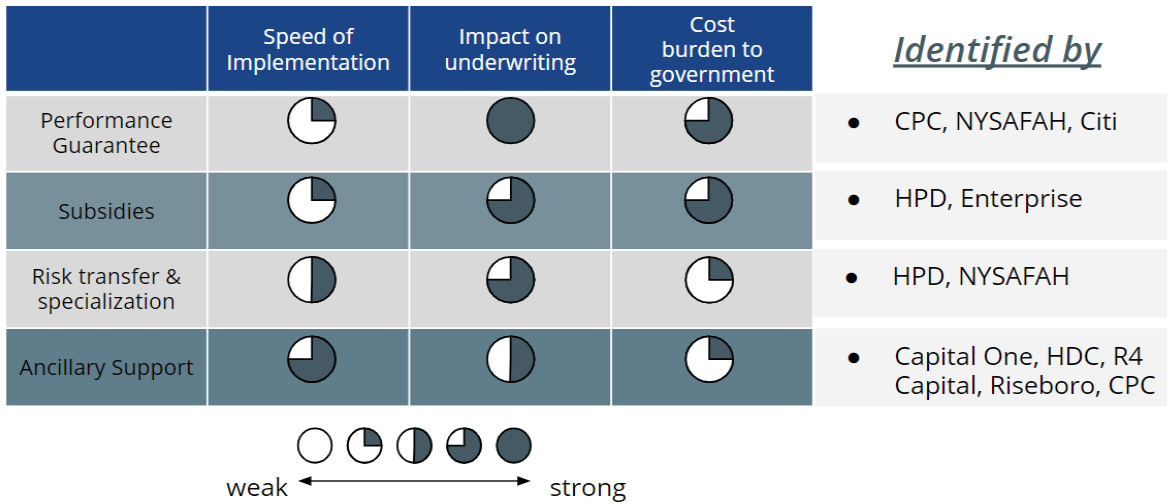 Speed of
Implementation
Impact on
underwriting
Cost
burden to
government
Identified by
Performance
Guarantee
● CPC, NYSAFAH, Citi
Subsidies
● HPD, Enterprise
Risk transfer &
specialization
● HPD, NYSAFAH
Ancillary Support
● Capital One, HDC, R4
Capital, Riseboro, CPC
weak
strong